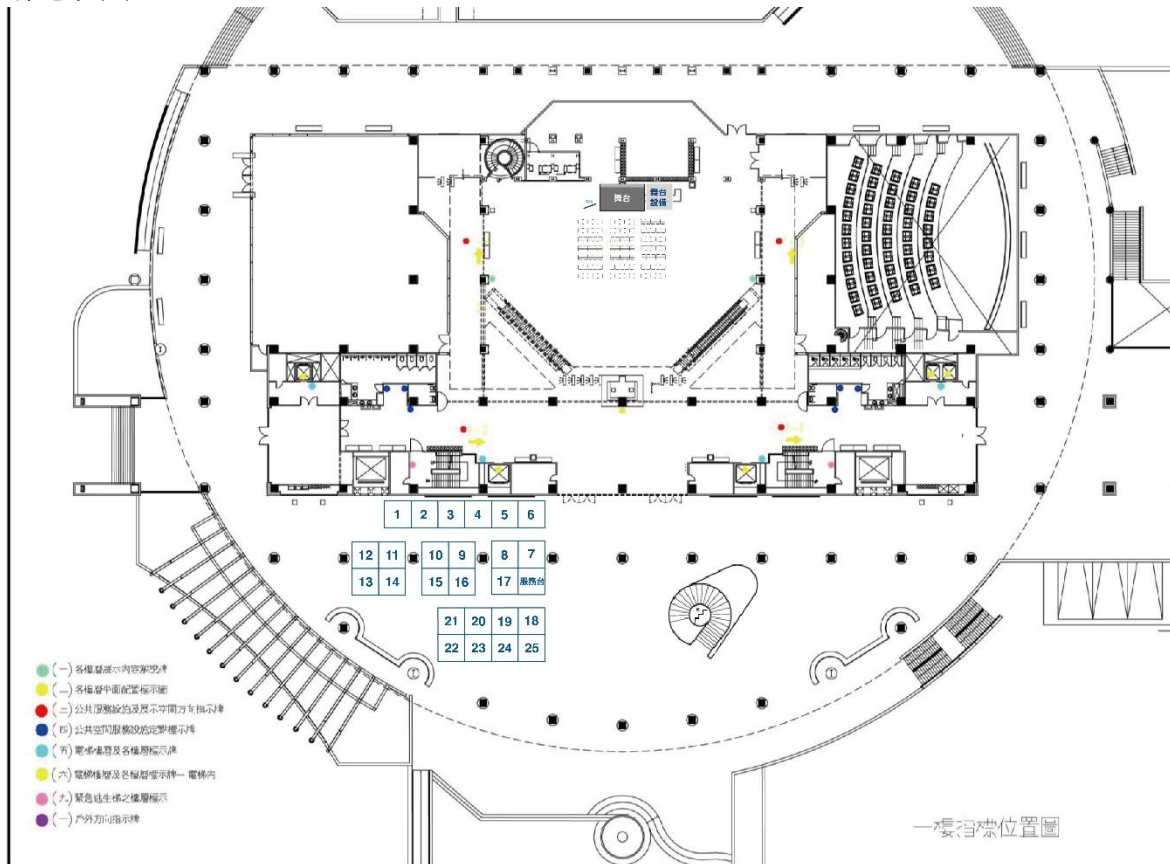 舞台
舞台
設備
1 2 3 4 5 6
12 11 10 9 8 7
13 14 15 16 17 服務台
21 20 19 18
22 23 24 25
(一) 各樓層展示內容解說牌
(二) 各樓層平面配置標示圖
(三) 公共服務設施及展示空間方向指示牌
(四) 公共空間服務設施定點標示牌
(五) 電梯樓層及各樓層標示牌
(六) 電梯樓層及各樓層標示牌一 電梯內
(九) 緊急逃生梯之樓層標示
(一) 戶外方向指示牌
一樓指標位置圖